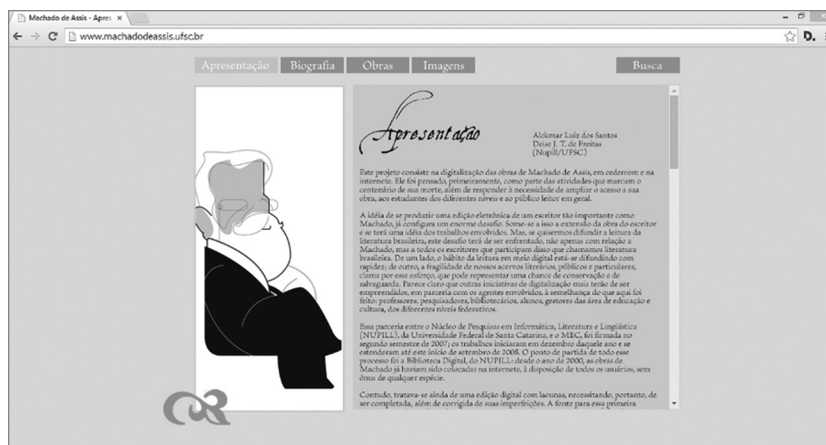 Machado de Assis - Apres
www.machadodeassis.ufsc.br
Apresentação Biografia Obras Imagens Busca
Apresentação
Alckmar Luiz dos Santos
Deise J. T. de Freitas
(Nupill/UFSC)
Este projeto consiste na digitalização das obras de Machado de Assis, em cederrom e na
internete. Ele foi pensado, primeiramente, como parte das atividades que marcam o
centenário de sua morte, além de responder à necessidade de ampliar o acesso a sua
obra, aos estudantes dos diferentes níveis e ao público leitor em geral.
A idéia de se produzir uma edição eletrônica de um escritor tão importante como
Machado, já configura um enorme desafio. Some-se a isso a extensão da obra do escritor
e se terá uma idéia dos trabalhos envolvidos. Mas, se quisermos difundir a leitura da
literatura brasileira, este desafio terá de ser enfrentado, não apenas com relação a
Machado, mas a todos os escritores que participam disso que chamamos literatura
brasileira. De um lado, o hábito da leitura em meio digital está-se difundindo com
rapidez; de outro, a fragilidade de nossos acervos literários, públicos e particulares,
clama por esse esforço, que pode representar uma chance de conservação e de
salvaguarda. Parece claro que outras iniciativas de digitalização mais terão de ser
empreendidos, em parceria com os agentes envolvidos, à semelhança do que aqui foi
feito: professores, pesquisadores, bibliotecários, alunos, gestores das área de educação e
cultura, dos diferentes níveis federativos.
Essa parceria entre o Núcleo de Pesquisas em Informática, Literatura e Lingüística
(NUPILL), da Universidade Federal de Santa Catarina, e o MEC, foi firmada no
segundo semestre de 2007; os trabalhos iniciaram em dezembro daquele ano e se
estenderam até este início de setembro de 2008. O ponto de partida de todo esse
processo foi a Biblioteca Digital, do NUPILL: desde o ano de 2000, as obras de
Machado já haviam sido colocadas na internete, à disposição de todos os usuários, sem
ônus de qualquer espécie.
Contudo, tratava-se ainda de uma edição digital com lacunas, necessitando, portanto, de
ser completada, além de corrigida de suas imperfeições. A fonte para essa primeira